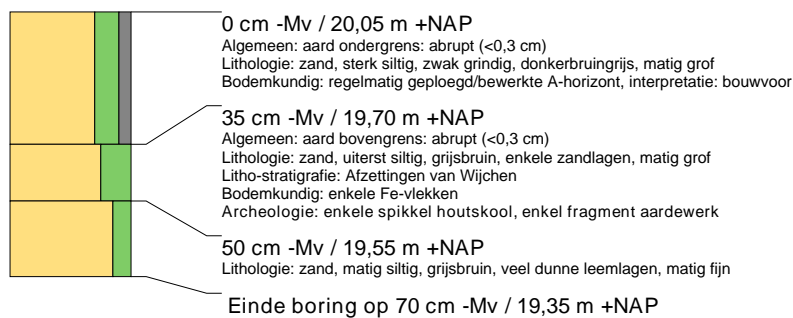 0 cm -Mv / 20,05 m +NAP
Algemeen: aard ondergrens: abrupt (<0,3 cm)
Lithologie: zand, sterk siltig, zwak grindig, donkerbruingrijs, matig grof
Bodemkundig: regelmatig geploegd/bewerkte A-horizont, interpretatie: bouwvoor
35 cm -Mv / 19,70 m +NAP
Algemeen: aard bovengrens: abrupt (<0,3 cm)
Lithologie: zand, uiterst siltig, grijsbruin, enkele zandlagen, matig grof
Litho-stratigrafie: Afzettingen van Wijchen
Bodemkundig: enkele Fe-vlekken
Archeologie: enkele spikkel houtskool, enkel fragment aardewerk
50 cm -Mv / 19,55 m +NAP
Lithologie: zand, matig siltig, grijsbruin, veel dunne leemlagen, matig fijn
Einde boring op 70 cm -Mv / 19,35 m +NAP